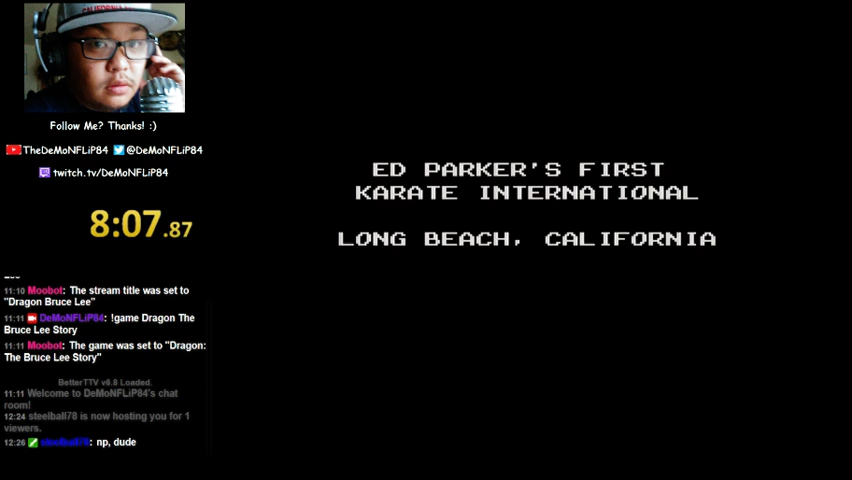 CALIFORNIA
Follow Me? Thanks! :)
TheDeMoNFLiP84 @DeMoNFLiP84
twitch.tv/DeMoNFLiP84
8:07.87
11:10 Moobot: The stream title was set to
"Dragon Bruce Lee"
11:11 DeMoNFLiP84: !game Dragon The
Bruce Lee Story
11:11 Moobot: The game was set to "Dragon:
The Bruce Lee Story"
BetterTTV v6.8 Loaded.
11:11 Welcome to DeMoNFLiP84's chat
room!
12:24 steelball78 is now hosting you for 1
viewers.
12:26 steelball78: np, dude
ED PARKER'S FIRST
KARATE INTERNATIONAL
LONG BEACH, CALIFORNIA